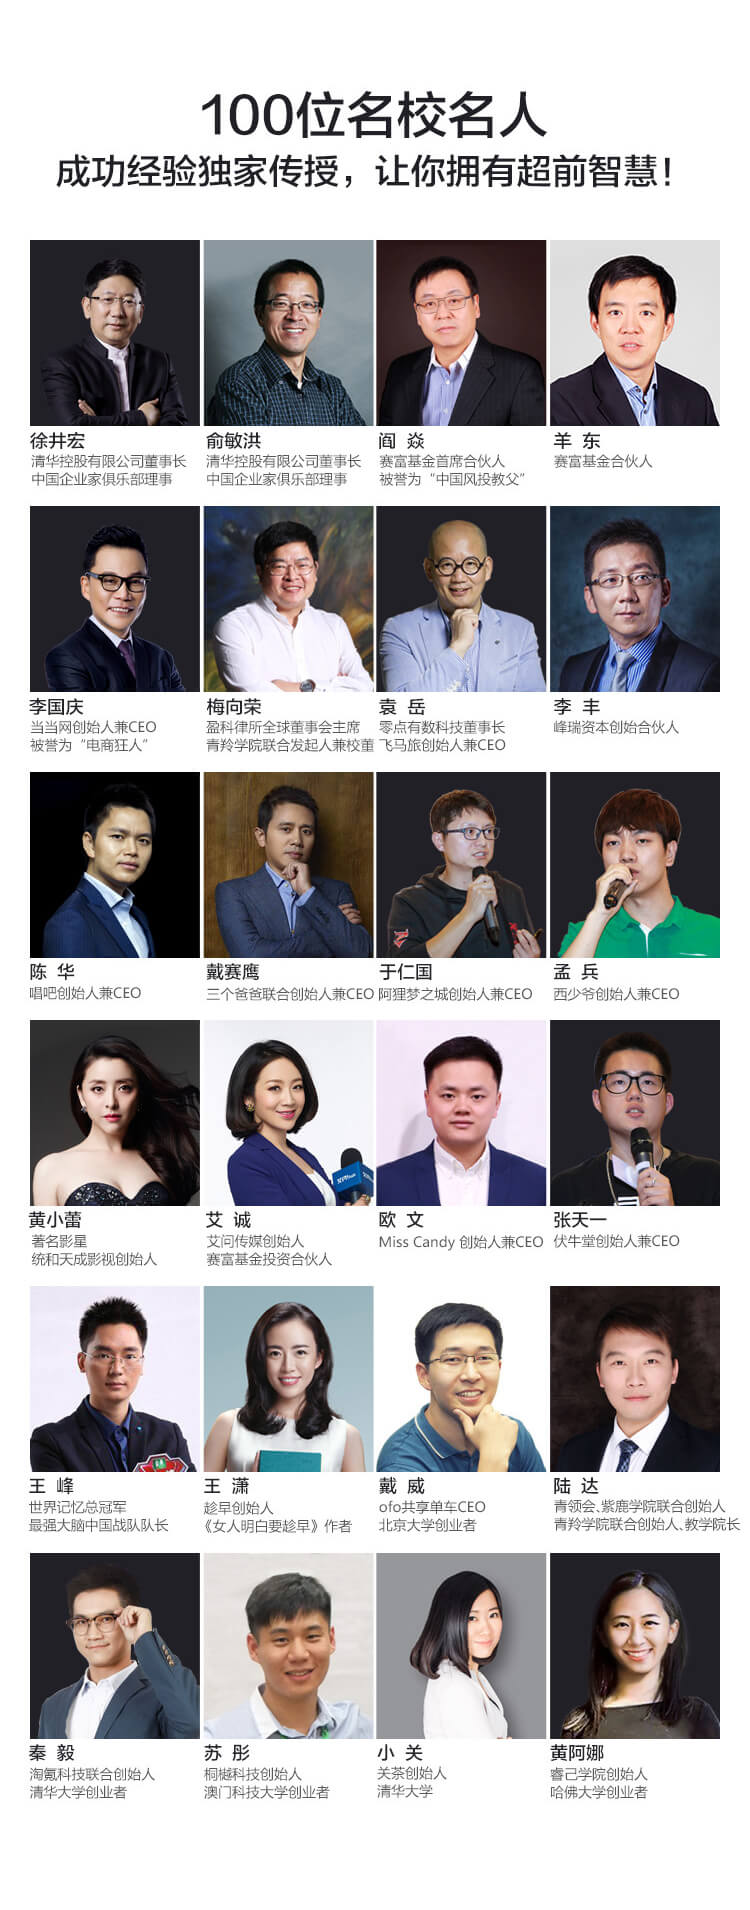 100位名校名人
成功经验独家传授，让你拥有超前智慧！
徐井宏
清华控股有限公司董事长
中国企业家俱乐部理事
俞敏洪
清华控股有限公司董事长
中国企业家俱乐部理事
阎 焱
赛富基金首席合伙人
被誉为“中国风投教父”
羊 东
赛富基金合伙人
李国庆
当当网创始人兼CEO
被誉为“电商狂人”
梅向荣
盈科律所全球董事会主席
青羚学院联合发起人兼校董
袁 岳
零点有数科技董事长
飞马旅创始人兼CEO
李 丰
峰瑞资本创始合伙人
陈 华
唱吧创始人兼CEO
戴赛鹰
三个爸爸联合创始人兼CEO
于仁国
阿狸梦之城创始人兼CEO
孟 兵
西少爷创始人兼CEO
黄小蕾
著名影星
统和天成影视创始人
艾 诚
艾问传媒创始人
赛富基金投资合伙人
欧 文
Miss Candy 创始人兼CEO
张天一
伏牛堂创始人兼CEO
王 峰
世界记忆总冠军
最强大脑中国战队队长
王 潇
趁早创始人
《女人明白要趁早》作者
戴 威
ofo共享单车CEO
北京大学创业者
陆 达
青领会、紫鹿学院联合创始人
青羚学院联合创始人、教学院长
秦 毅
淘氪科技联合创始人
清华大学创业者
苏 彤
桐樾科技创始人
澳门科技大学创业者
小 关
关茶创始人
清华大学
黄阿娜
睿己学院创始人
哈佛大学创业者